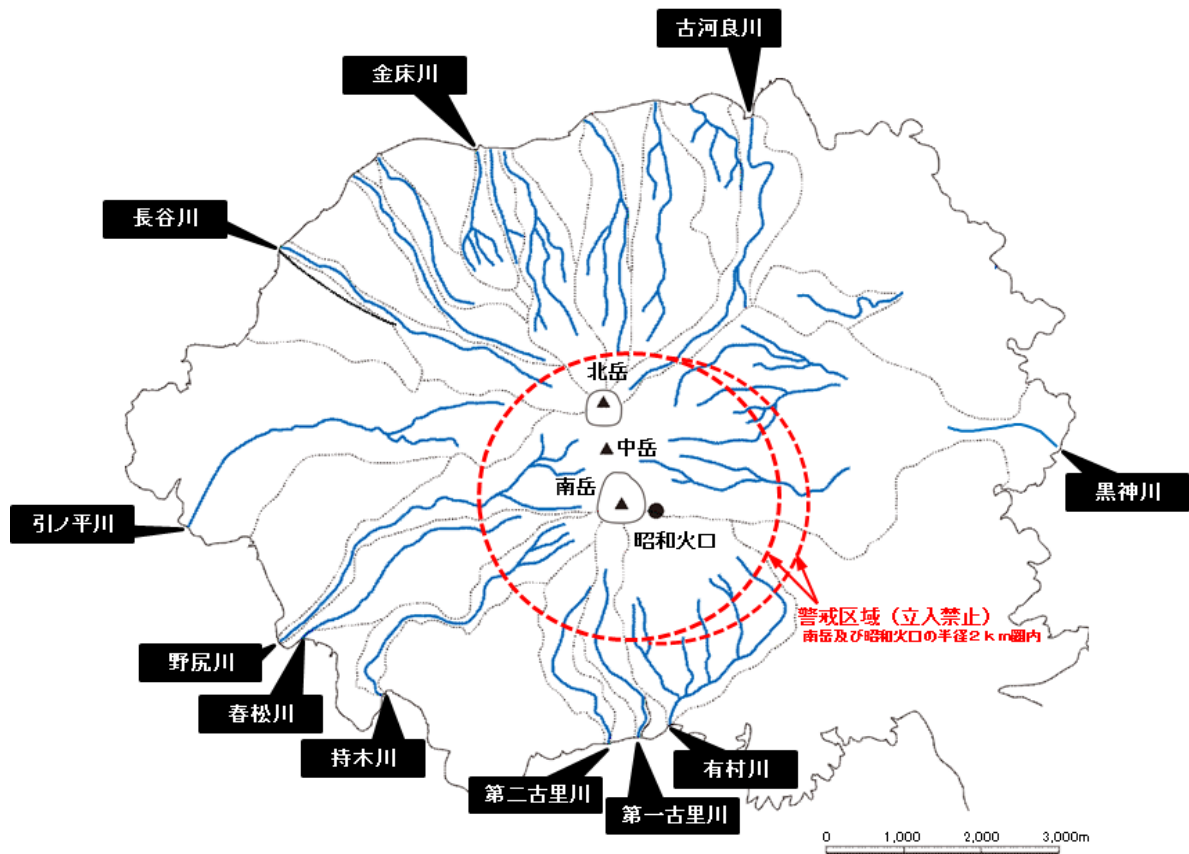 古河良川
金床川
長谷川
北岳
中岳
南岳
昭和火口
黒神川
引ノ平川
警戒区域(立入禁止)
南岳及び昭和火口の半径2km圏内
野尻川
春松川
持木川
有村川
第二古里川
第一古里川
0 1,000 2,000 3,000m